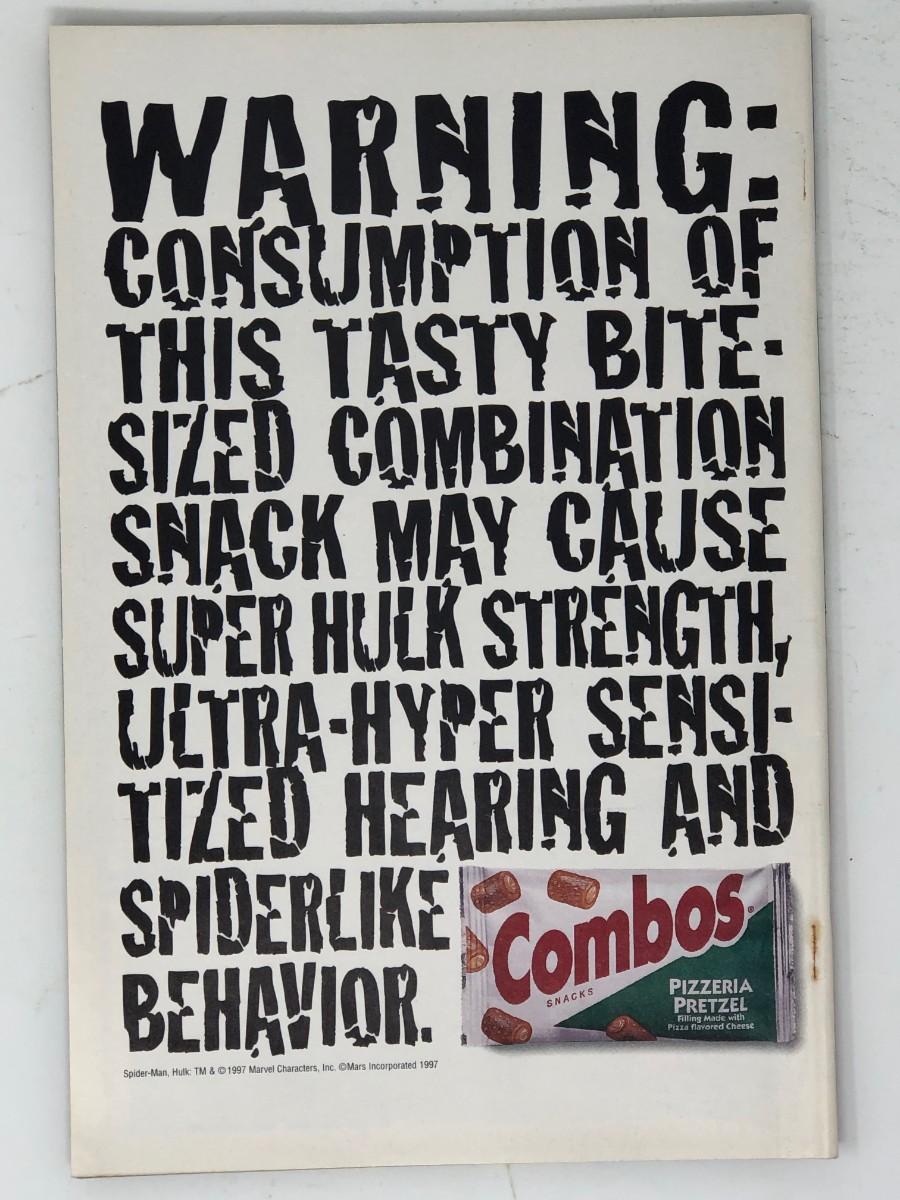 WARNING:
CONSUMPTION OF
THIS TASTY BITE-
SIZED COMBINATION
SNACK MAY CAUSE
SUPER HULK STRENGTH,
ULTRA-HYPER SENSI-
TIZED HEARING AND
SPIDERLIKE
BEHAVIOR.
Combos®
SNACKS
PIZZERIA
PRETZEL
Filling Made with
Pizza flavored Cheese
Spider-Man, Hulk: TM & ©1997 Marvel Characters, Inc. ©Mars Incorporated 1997